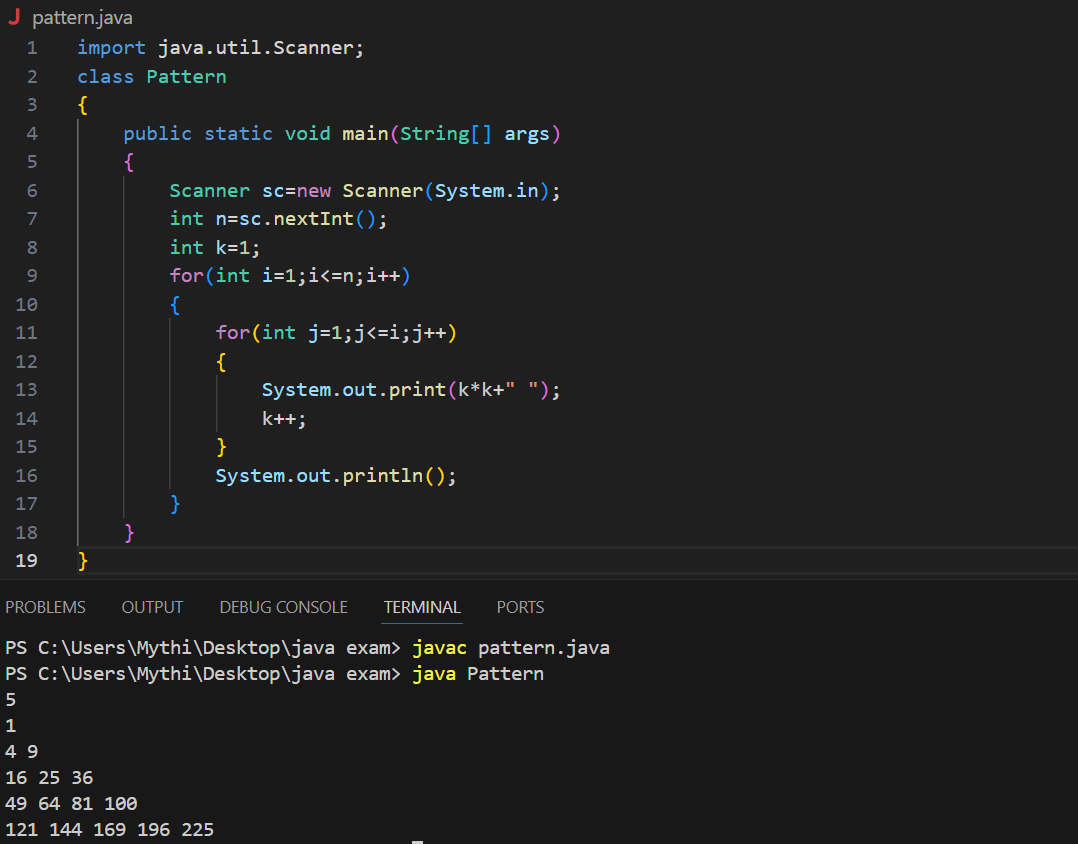 J pattern.java
1 import java.util.Scanner;
2 class Pattern
3 {
4 public static void main(String[] args)
5 {
6 Scanner sc=new Scanner(System.in);
7 int n=sc.nextInt();
8 int k=1;
9 for(int i=1;i<=n;i++)
10 {
11 for(int j=1;j<=i;j++)
12 {
13 System.out.print(k*k+" ");
14 k++;
15 }
16 System.out.println();
17 }
18 }
19 }
PROBLEMS OUTPUT DEBUG CONSOLE TERMINAL PORTS
PS C:\Users\Mythi\Desktop\java exam> javac pattern.java
PS C:\Users\Mythi\Desktop\java exam> java Pattern
5
1
4 9
16 25 36
49 64 81 100
121 144 169 196 225